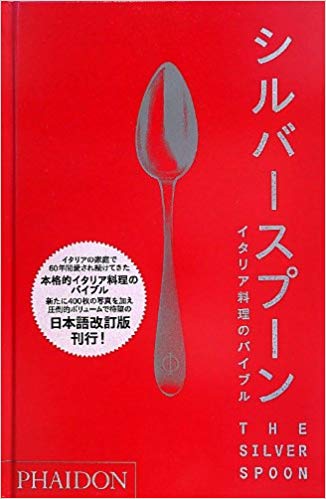 シルバースプーン
イタリア料理のバイブル
THE
SILVER
SPOON
イタリアの家庭で
60年間愛され続けてきた
本格的イタリア料理の
バイブル
新たに400枚の写真を加え
圧倒的ボリュームで待望の
日本語改訂版
刊行！
PHAIDON